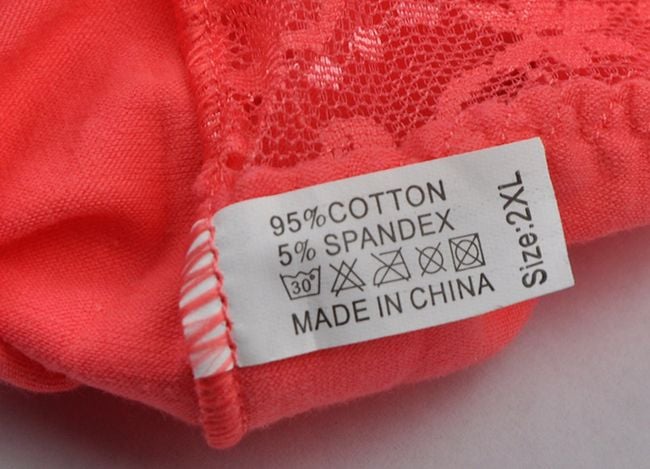 95%COTTON
5% SPANDEX
30°
MADE IN CHINA
Size:2XL